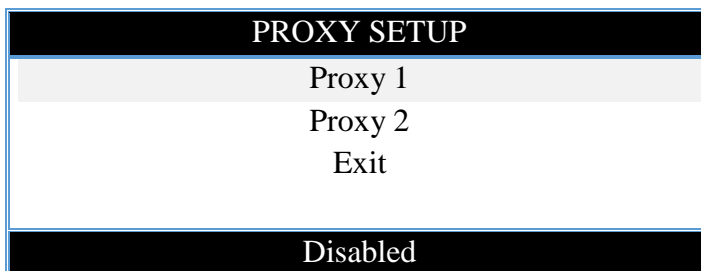 PROXY SETUP
Proxy 1
Proxy 2
Exit
Disabled